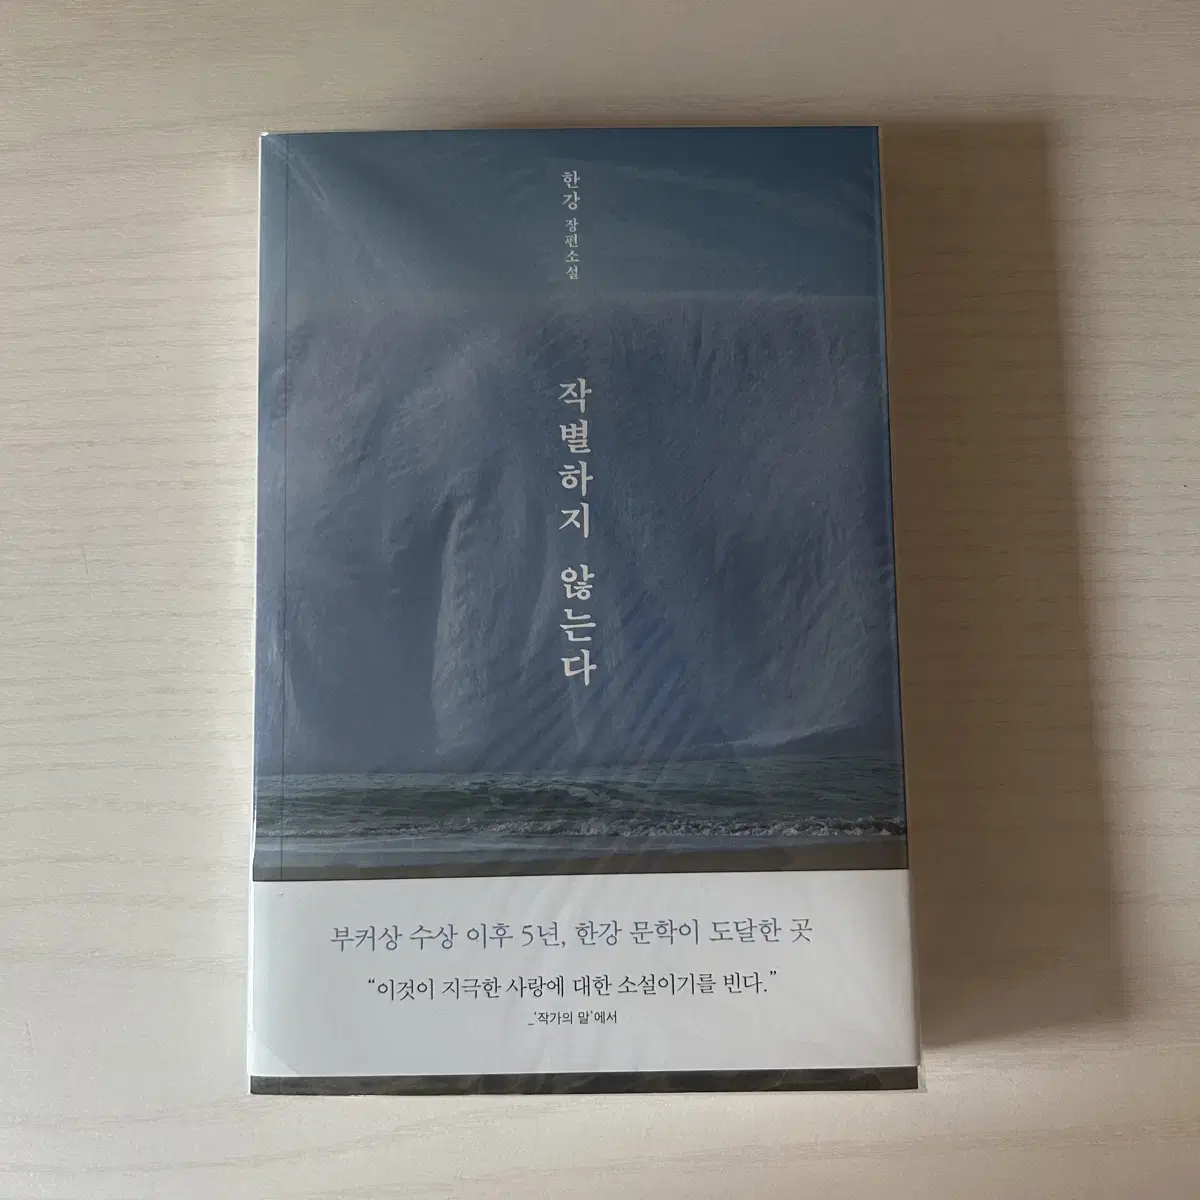 한강 장편소설
작별하지 않는다
부커상 수상 이후 5년, 한강 문학이 도달한 곳
“이것이 지극한 사랑에 대한 소설이기를 빈다.”
_‘작가의 말’에서